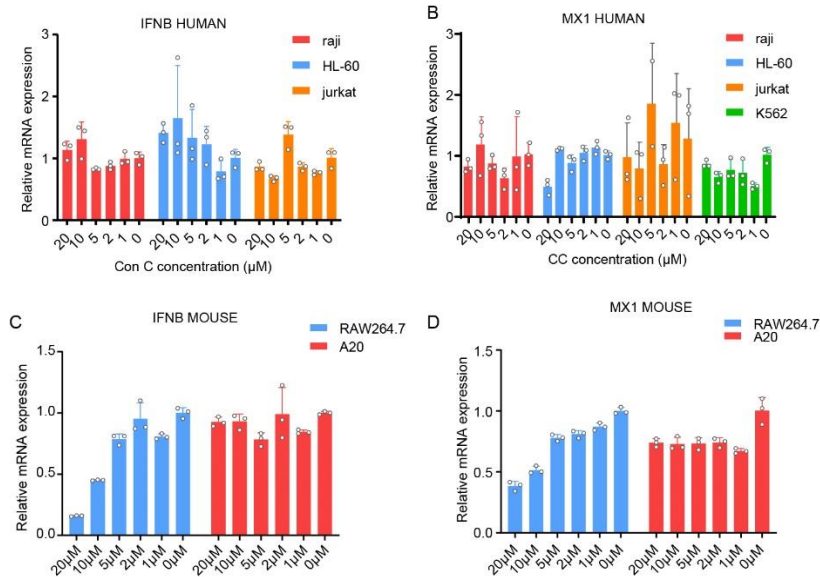 IFNB HUMAN
raji
HL-60
jurkat
Relative mRNA expression
3
2
1
0
20 10 5 2 1 0 20 10 5 2 1 0 20 10 5 2 1 0
Con C concentration (μM)
B
MX1 HUMAN
raji
HL-60
jurkat
K562
Relative mRNA expression
3
2
1
0
20 10 5 2 1 0 20 10 5 2 1 0 20 10 5 2 1 0 20 10 5 2 1 0
CC concentration (μM)
C
IFNB MOUSE
RAW264.7
A20
Relative mRNA expression
1.5
1.0
0.5
0.0
20μM 10μM 5μM 2μM 1μM 0μM 20μM 10μM 5μM 2μM 1μM 0μM
D
MX1 MOUSE
RAW264.7
A20
Relative mRNA expression
1.5
1.0
0.5
0.0
20μM 10μM 5μM 2μM 1μM 0μM 20μM 10μM 5μM 2μM 1μM 0μM